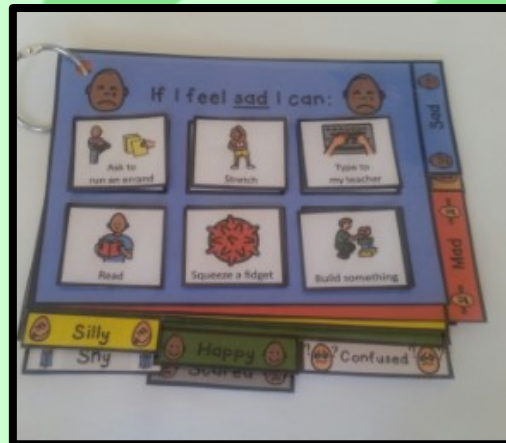 If I feel sad I can:
Ask to
run an errand
Stretch
Type to
my teacher
Read
Squeeze a fidget
Build something
Sad
Mad
Silly
Happy
Confused
Shy
Scared